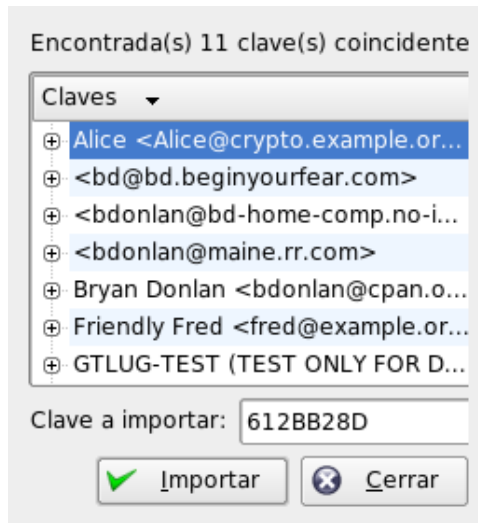 Encontrada(s) 11 clave(s) coincidente
Claves
Alice <Alice@crypto.example.or...
<bd@bd.beginyourfear.com>
<bdonlan@bd-home-comp.no-i...
<bdonlan@maine.rr.com>
Bryan Donlan <bdonlan@cpan.o...
Friendly Fred <fred@example.or...
GTLUG-TEST (TEST ONLY FOR D...
Clave a importar: 612BB28D
Importar Cerrar